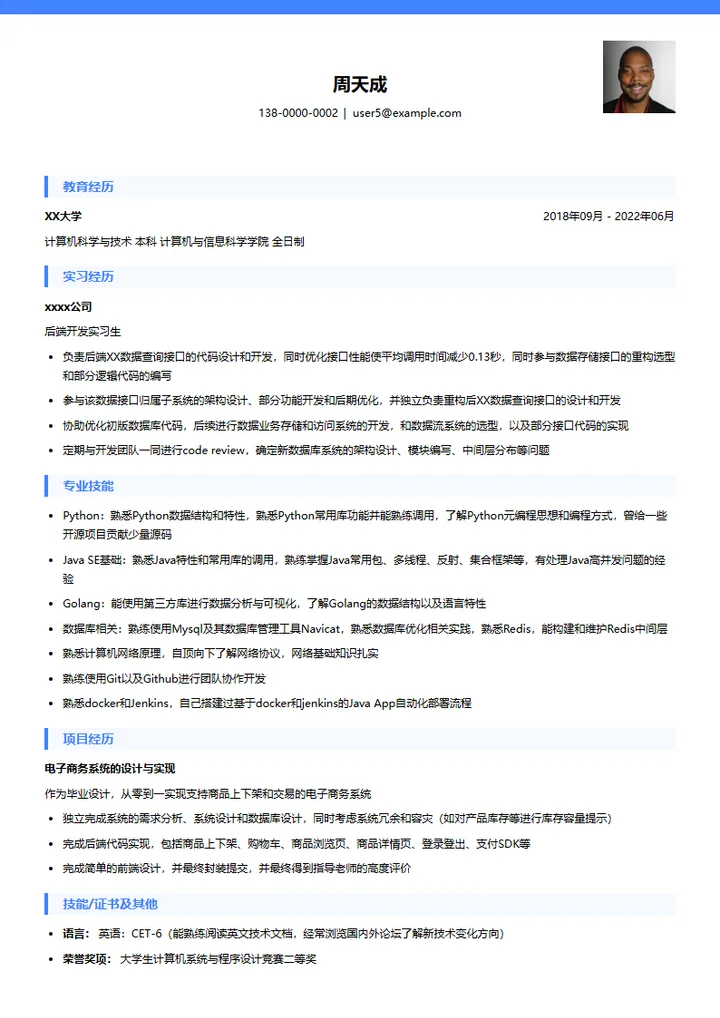 周天成
138-0000-0002 | user5@example.com
教育经历
XX大学 2018年09月 - 2022年06月
计算机科学与技术 本科 计算机与信息科学学院 全日制
实习经历
xxxx公司
后端开发实习生
• 负责后端XX数据查询接口的代码设计和开发，同时优化接口性能使平均调用时间减少0.13秒，同时参与数据存储接口的重构选型
和部分逻辑代码的编写
• 参与该数据接口归属子系统的架构设计、部分功能开发和后期优化，并独立负责重构后XX数据查询接口的设计和开发
• 协助优化初版数据库代码，后续进行数据业务存储和访问系统的开发，和数据流系统的选型，以及部分接口代码的实现
• 定期与开发团队一同进行code review，确定新数据库系统的架构设计、模块编写、中间层分布等问题
专业技能
• Python：熟悉Python数据结构和特性，熟悉Python常用库功能并能熟练调用，了解Python元编程思想和编程方式，曾给一些
开源项目贡献少量源码
• Java SE基础：熟悉Java特性和常用库的调用，熟练掌握Java常用包、多线程、反射、集合框架等，有处理Java高并发问题的经
验
• Golang：能使用第三方库进行数据分析与可视化，了解Golang的数据结构以及语言特性
• 数据库相关：熟练使用Mysql及其数据库管理工具Navicat，熟悉数据库优化相关实践，熟悉Redis，能构建和维护Redis中间层
• 熟悉计算机网络原理，自顶向下了解网络协议，网络基础知识扎实
• 熟练使用Git以及Github进行团队协作开发
• 熟悉docker和Jenkins，自己搭建过基于docker和jenkins的Java App自动化部署流程
项目经历
电子商务系统的设计与实现
作为毕业设计，从零到一实现支持商品上下架和交易的电子商务系统
• 独立完成系统的需求分析、系统设计和数据库设计，同时考虑系统冗余和容灾（如对产品库存等进行库存容量提示）
• 完成后端代码实现，包括商品上下架、购物车、商品浏览页、商品详情页、登录登出、支付SDK等
• 完成简单的前端设计，并最终封装提交，并最终得到指导老师的高度评价
技能/证书及其他
• 语言： 英语：CET-6（能熟练阅读英文技术文档，经常浏览国内外论坛了解新技术变化方向）
• 荣誉奖项： 大学生计算机系统与程序设计竞赛二等奖